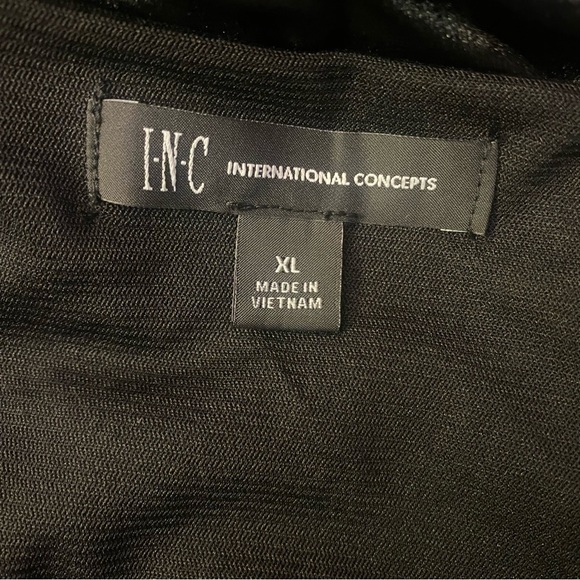 I·N·C INTERNATIONAL CONCEPTS
XL
MADE IN
VIETNAM